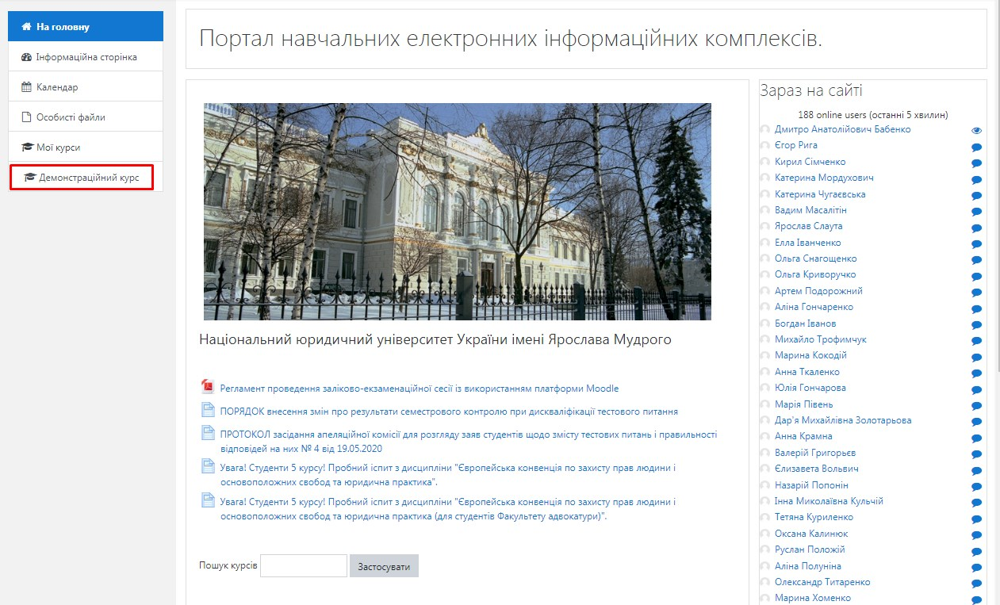 На головну
Інформаційна сторінка
Календар
Особисті файли
Мої курси
Демонстраційний курс
Портал навчальних електронних інформаційних комплексів.
Національний юридичний університет України імені Ярослава Мудрого
Регламент проведення заліково-екзаменаційної сесії із використанням платформи Moodle
ПОРЯДОК внесення змін про результати семестрового контролю при дискваліфікації тестового питання
ПРОТОКОЛ засідання апеляційної комісії для розгляду заяв студентів щодо змісту тестових питань і правильності
відповідей на них № 4 від 19.05.2020
Увага! Студенти 5 курсу! Пробний іспит з дисципліни "Європейська конвенція по захисту прав людини і
основоположних свобод та юридична практика".
Увага! Студенти 5 курсу! Пробний іспит з дисципліни "Європейська конвенція по захисту прав людини і
основоположних свобод та юридична практика (для студентів Факультету адвокатури)".
Пошук курсів
Застосувати
Зараз на сайті
188 online users (останні 5 хвилин)
Дмитро Анатолійович Бабенко
Єгор Рига
Кирил Сімченко
Катерина Мордухович
Катерина Чугаєвська
Вадим Масалітін
Ярослав Слаута
Елла Іванченко
Ольга Снагощенко
Ольга Криворучко
Артем Подорожний
Аліна Гончаренко
Богдан Іванов
Михайло Трофимчук
Марина Кокодій
Анна Ткаленко
Юлія Гончарова
Марія Півень
Дар'я Михайлівна Золотарьова
Анна Крамна
Валерій Григорьєв
Єлизавета Вольвич
Назарій Попонін
Інна Миколаївна Кульчій
Тетяна Куриленко
Оксана Калинюк
Руслан Положій
Аліна Полуніна
Олександр Титаренко
Марина Хоменко